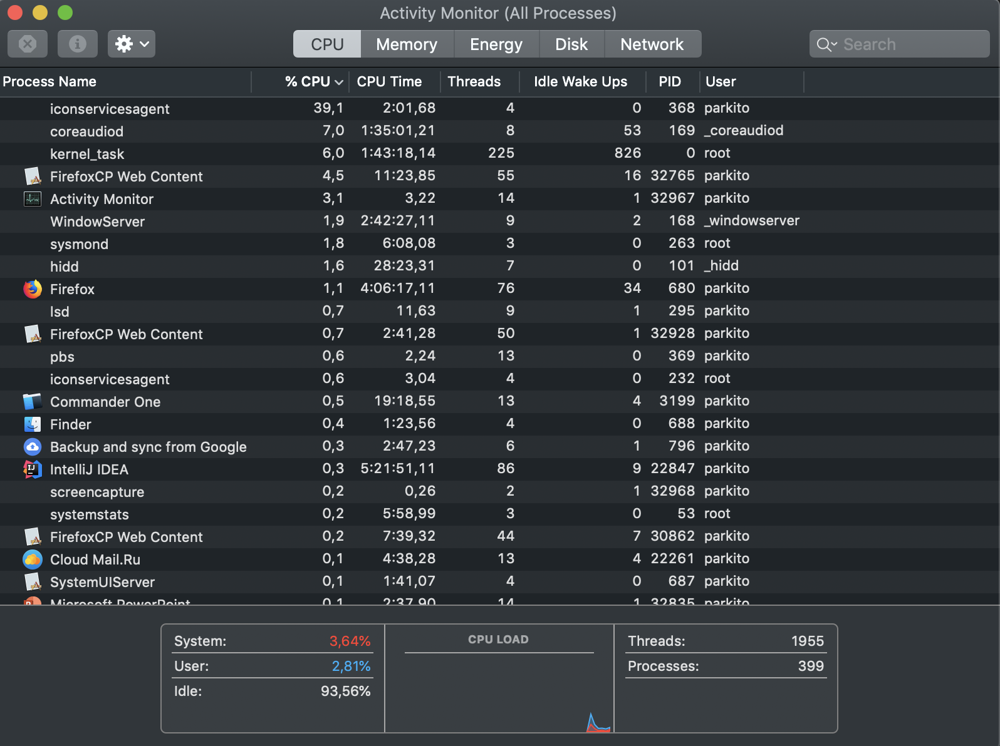 Activity Monitor (All Processes)
CPU Memory Energy Disk Network Search
Process Name % CPU CPU Time Threads Idle Wake Ups PID User
iconservicesagent 39,1 2:01,68 4 0 368 parkito
coreaudiod 7,0 1:35:01,21 8 53 169 _coreaudiod
kernel_task 6,0 1:43:18,14 225 826 0 root
FirefoxCP Web Content 4,5 11:23,85 55 16 32765 parkito
Activity Monitor 3,1 3,22 14 1 32967 parkito
WindowServer 1,9 2:42:27,11 9 2 168 _windowserver
sysmond 1,8 6:08,08 3 0 263 root
hidd 1,6 28:23,31 7 0 101 _hidd
Firefox 1,1 4:06:17,11 76 34 680 parkito
lsd 0,7 11,63 9 1 295 parkito
FirefoxCP Web Content 0,7 2:41,28 50 1 32928 parkito
pbs 0,6 2,24 13 0 369 parkito
iconservicesagent 0,6 3,04 4 0 232 root
Commander One 0,5 19:18,55 13 4 3199 parkito
Finder 0,4 1:23,56 4 0 688 parkito
Backup and sync from Google 0,3 2:47,23 6 1 796 parkito
IntelliJ IDEA 0,3 5:21:51,11 86 9 22847 parkito
screencapture 0,2 0,26 2 1 32968 parkito
systemstats 0,2 5:58,99 3 0 53 root
FirefoxCP Web Content 0,2 7:39,32 44 7 30862 parkito
Cloud Mail.Ru 0,1 4:38,28 13 4 22261 parkito
SystemUIServer 0,1 1:41,07 4 0 687 parkito
Microsoft PowerPoint 0,1 2:37,90 14 1 32835 parkito
System: 3,64% CPU LOAD Threads: 1955
User: 2,81% Processes: 399
Idle: 93,56%